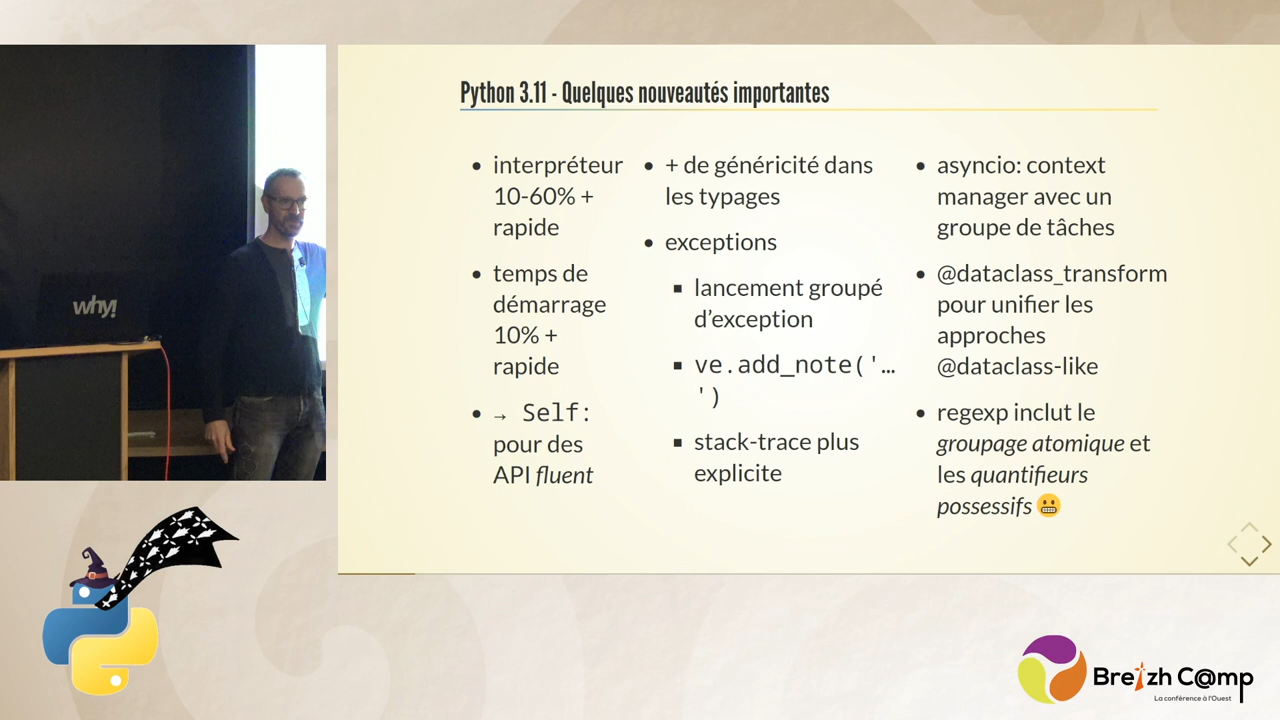 Python 3.11 - Quelques nouveautés importantes
• interpréteur
10-60% +
rapide
• temps de
démarrage
10% +
rapide
• → Self:
pour des
API fluent
• + de généricité dans
les typages
• exceptions
▪ lancement groupé
d’exception
▪ ve.add_note('…
')
▪ stack-trace plus
explicite
• asyncio: context
manager avec un
groupe de tâches
• @dataclass_transform
pour unifier les
approches
@dataclass-like
• regexp inclut le
groupage atomique et
les quantifieurs
possessifs 😬
why!
Breizh C@mp
La conférence à l'Ouest